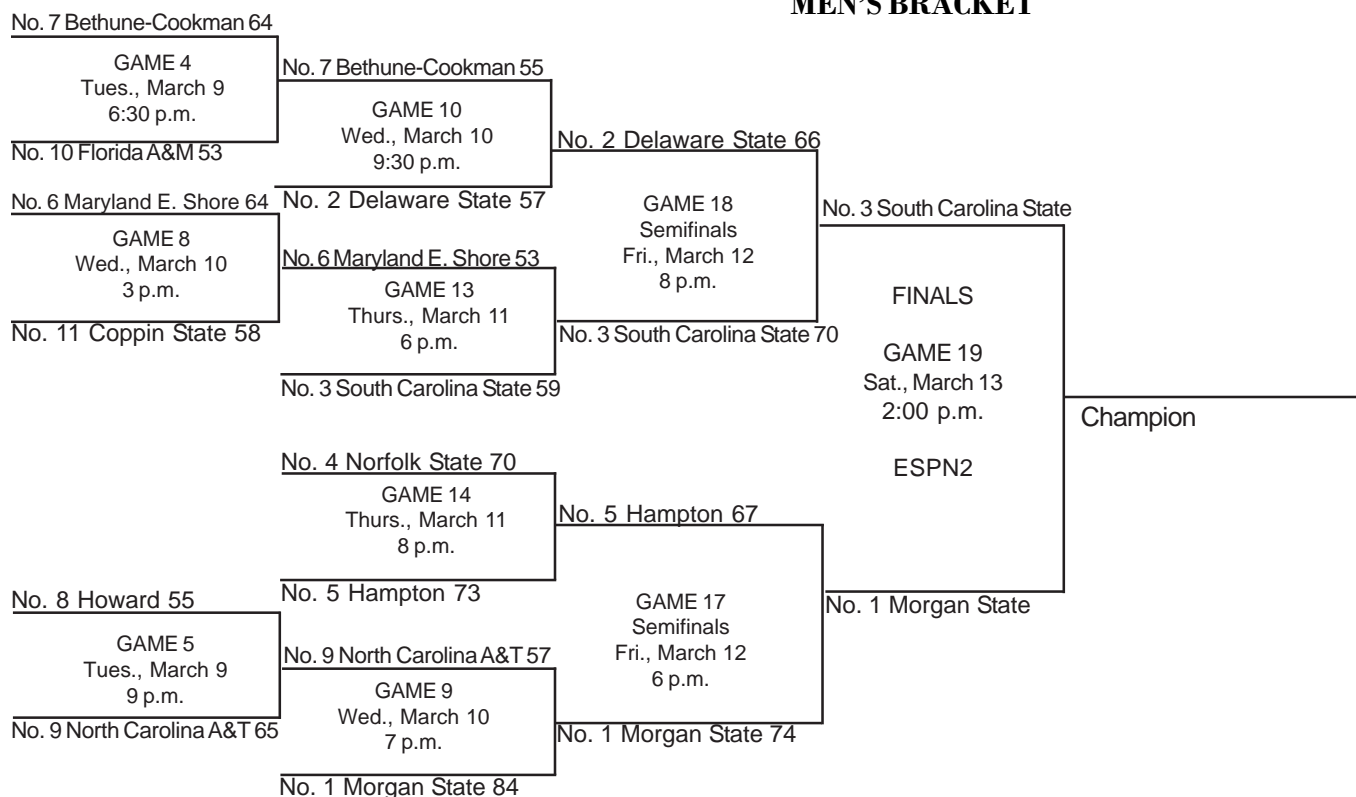 MEN'S BRACKET
No. 7 Bethune-Cookman 64
GAME 4
Tues., March 9
6:30 p.m.
No. 10 Florida A&M 53
No. 6 Maryland E. Shore 64
GAME 8
Wed., March 10
3 p.m.
No. 11 Coppin State 58
No. 8 Howard 55
GAME 5
Tues., March 9
9 p.m.
No. 9 North Carolina A&T 65
No. 7 Bethune-Cookman 55
GAME 10
Wed., March 10
9:30 p.m.
No. 2 Delaware State 57
No. 6 Maryland E. Shore 53
GAME 13
Thurs., March 11
6 p.m.
No. 3 South Carolina State 59
No. 4 Norfolk State 70
GAME 14
Thurs., March 11
8 p.m.
No. 5 Hampton 73
No. 9 North Carolina A&T 57
GAME 9
Wed., March 10
7 p.m.
No. 1 Morgan State 84
No. 2 Delaware State 66
GAME 18
Semifinals
Fri., March 12
8 p.m.
No. 3 South Carolina State 70
No. 5 Hampton 67
GAME 17
Semifinals
Fri., March 12
6 p.m.
No. 1 Morgan State 74
No. 3 South Carolina State
FINALS
GAME 19
Sat., March 13
2:00 p.m.
ESPN2
No. 1 Morgan State
Champion